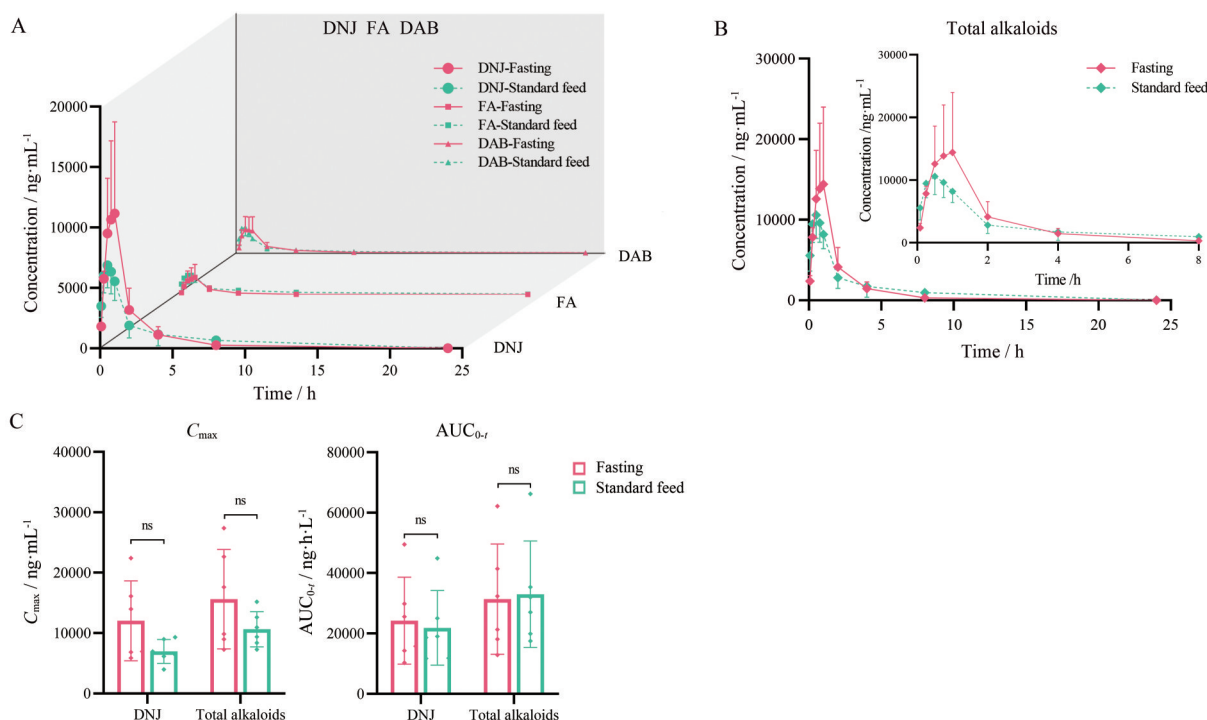 A
DNJ FA DAB
DNJ-Fasting
DNJ-Standard feed
FA-Fasting
FA-Standard feed
DAB-Fasting
DAB-Standard feed
Concentration / ng·mL⁻¹
20000
15000
10000
5000
0
0 5 10 15 20 25
Time / h
DAB
FA
DNJ
B
Total alkaloids
Fasting
Standard feed
Concentration / ng·mL⁻¹
30000
20000
10000
0
0 5 10 15 20 25
Time / h
Concentration /ng·mL⁻¹
30000
20000
10000
0
0 2 4 6 8
Time /h
C
Cmax
Cmax / ng·mL⁻¹
40000
30000
20000
10000
0
ns
ns
DNJ Total alkaloids
AUC0-t
AUC0-t / ng·h·L⁻¹
80000
60000
40000
20000
0
ns
ns
DNJ Total alkaloids
Fasting
Standard feed